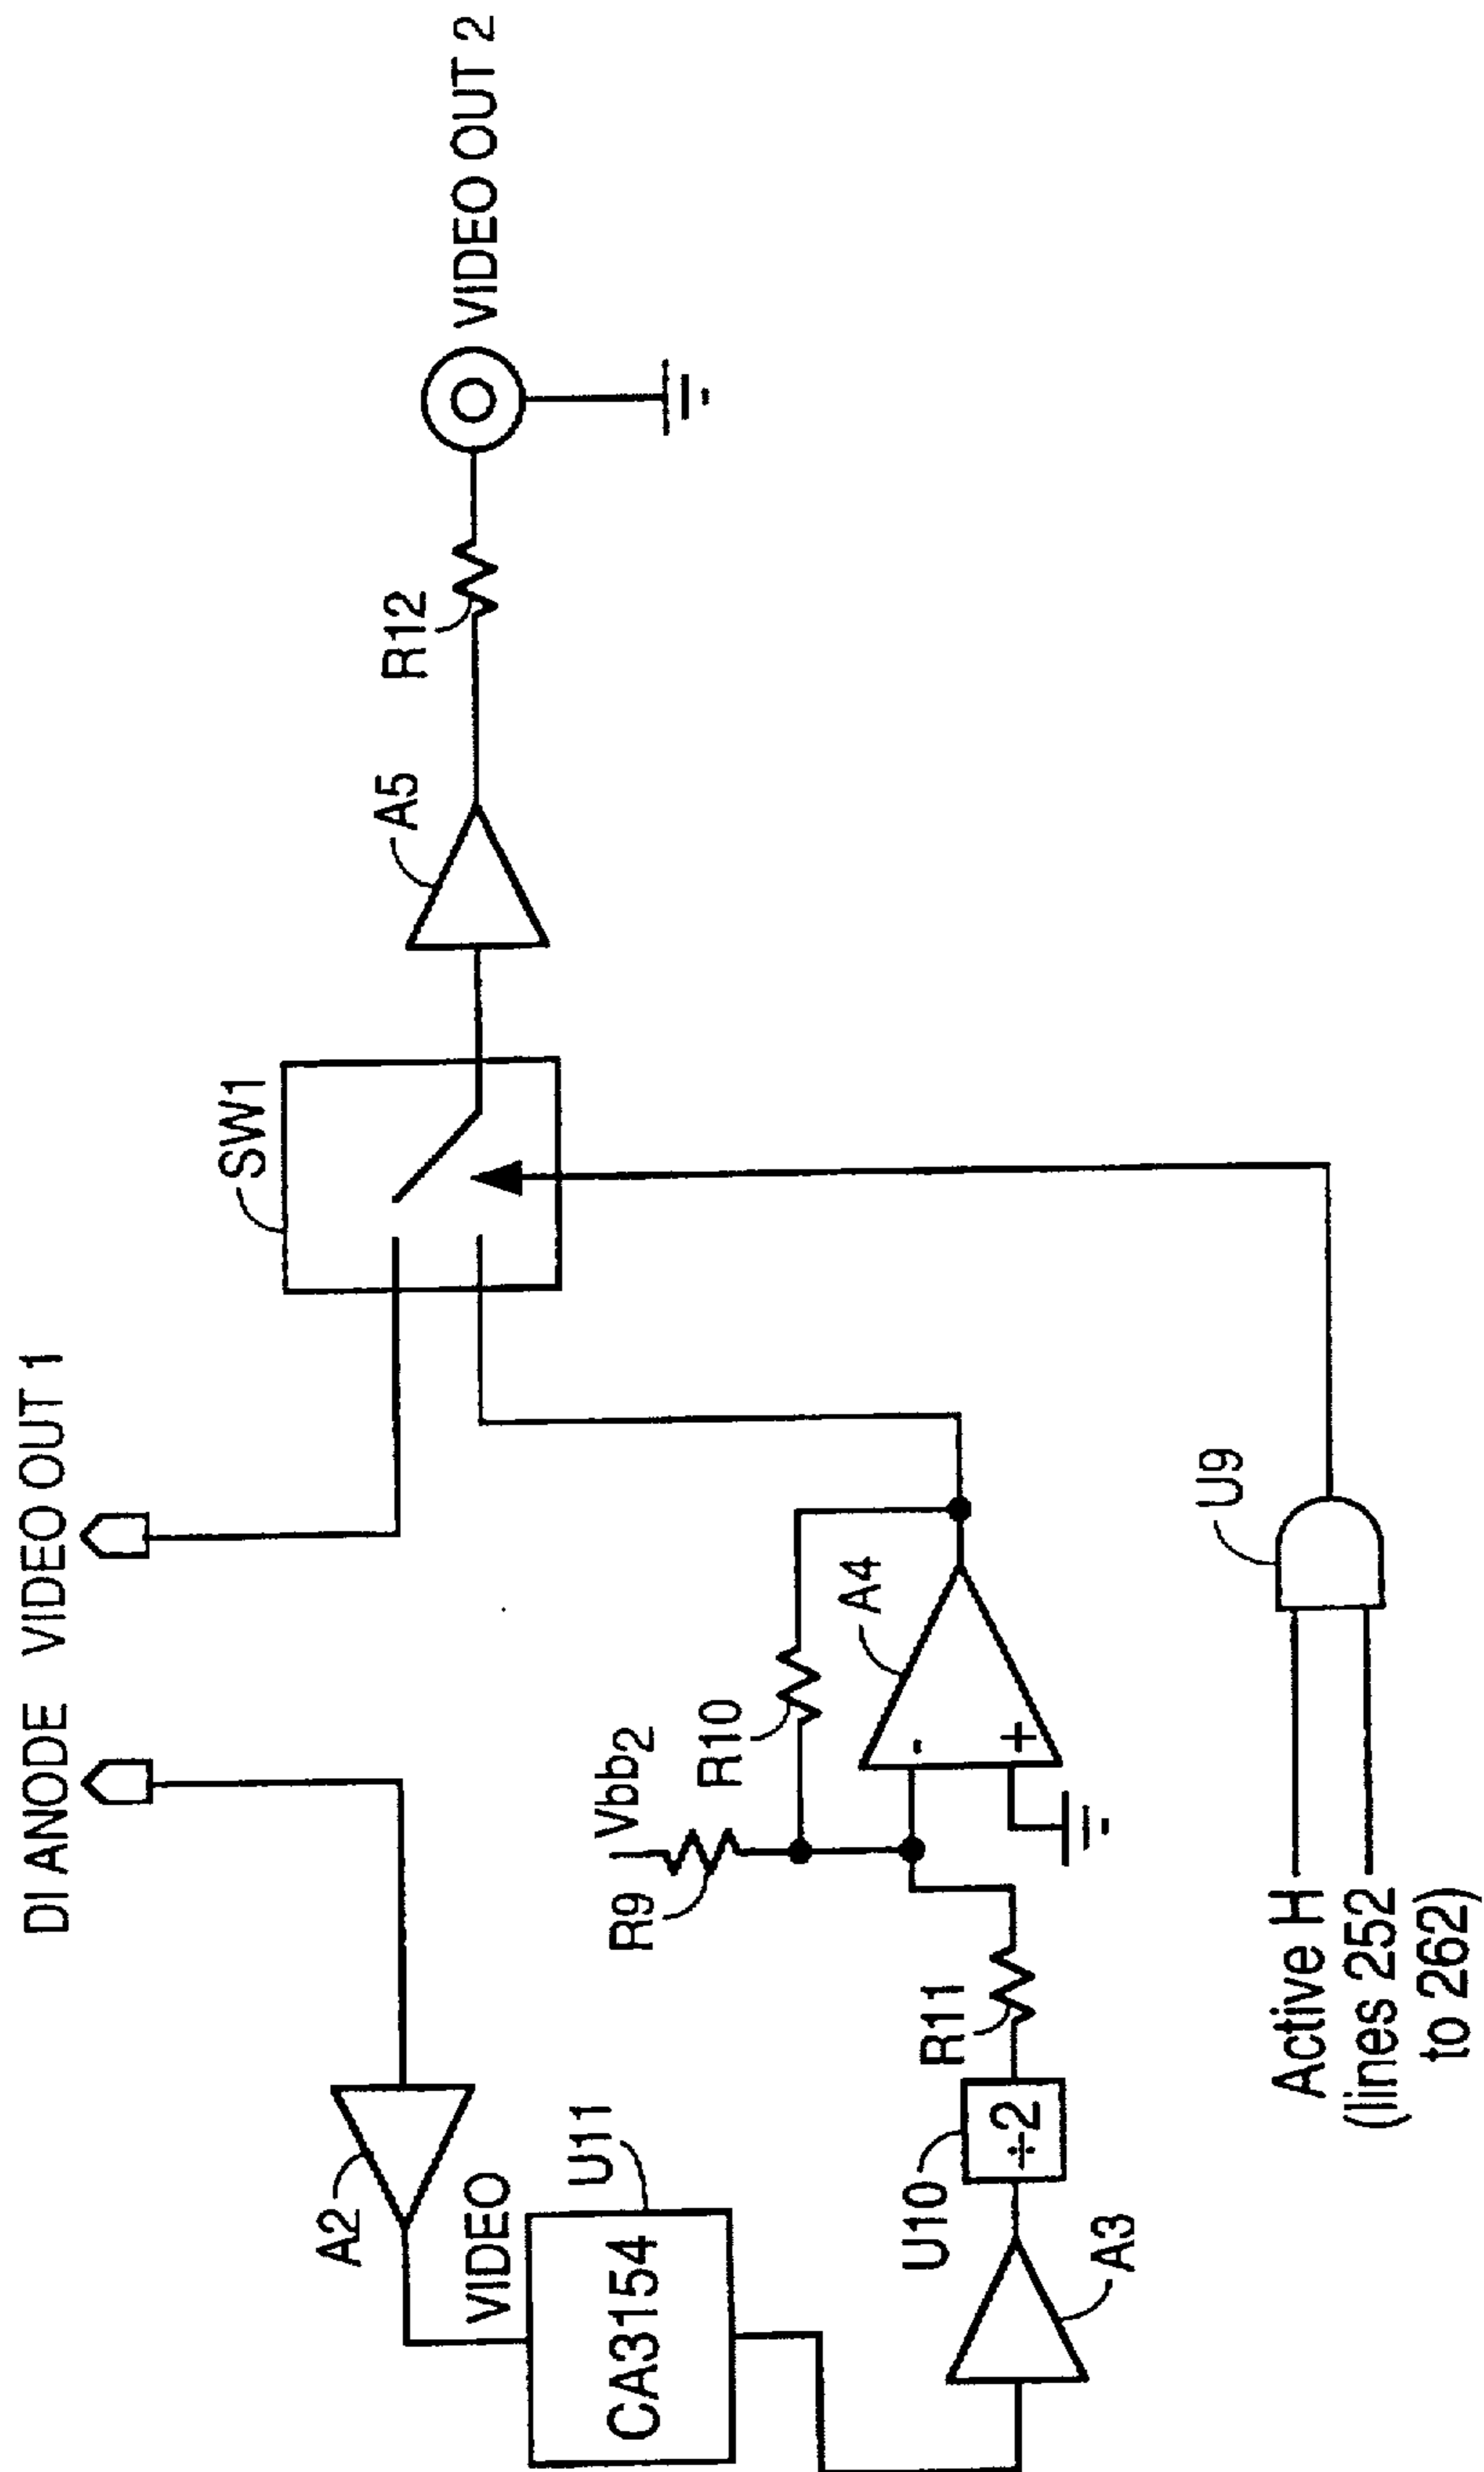 DI ANODE
VIDEO OUT 1
SW1
A5
R12
VIDEO OUT 2
A2
VIDEO
U11
CA3154
R9
Vbb2
R10
A4
-
+
U10
÷2
R11
A3
U9
Active H
(lines 252
to 262)